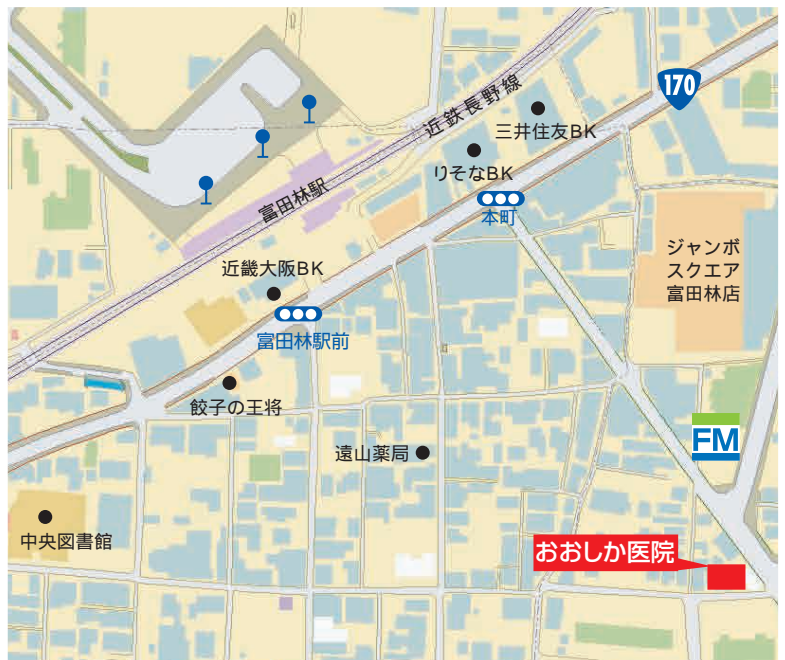 170
近鉄長野線
三井住友BK
りそなBK
富田林駅
本町
ジャンボ
スクエア
富田林店
近畿大阪BK
富田林駅前
餃子の王将
FM
遠山薬局
中央図書館
おおしか医院